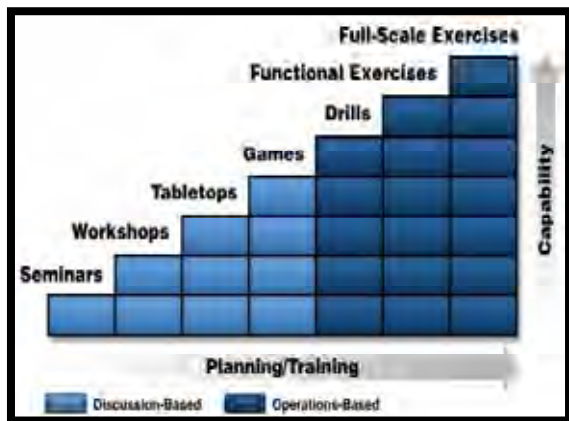 Full-Scale Exercises
Functional Exercises
Drills
Games
Tabletops
Workshops
Seminars
Capability
Planning/Training
Discussion-Based
Operations-Based